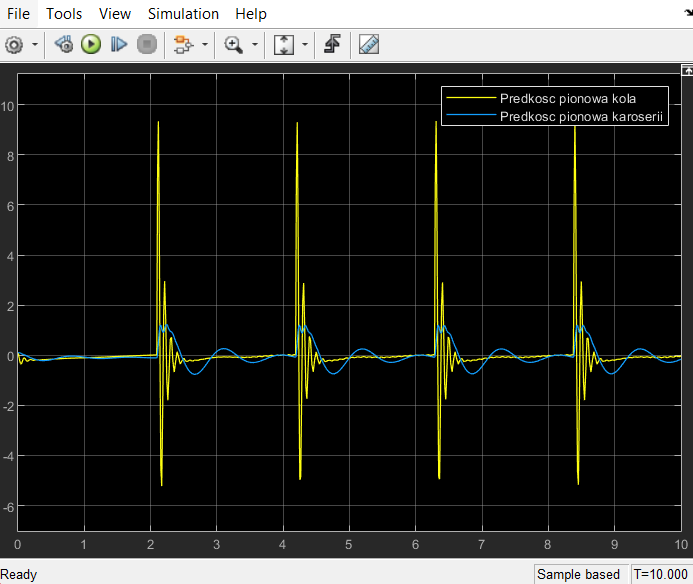 File Tools View Simulation Help
Predkosc pionowa kola
Predkosc pionowa karoserii
10
8
6
4
2
0
-2
-4
-6
0 1 2 3 4 5 6 7 8 9 10
Ready Sample based T=10.000